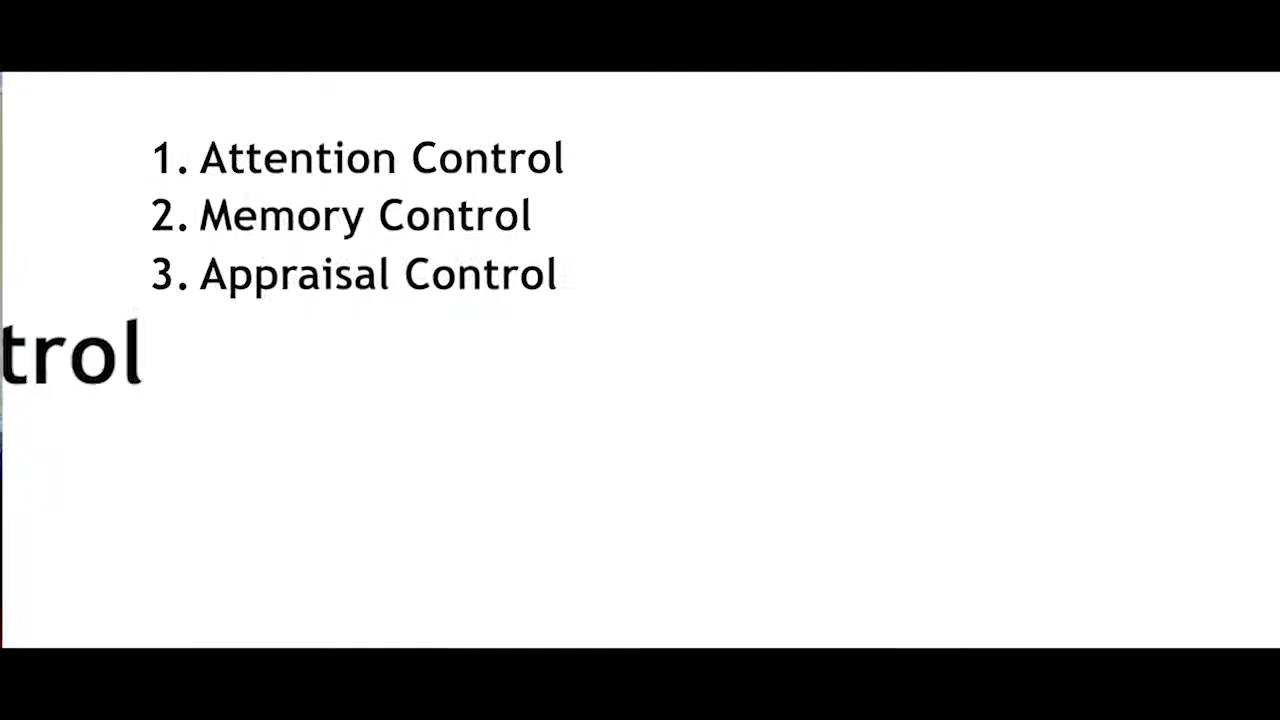 1. Attention Control
2. Memory Control
3. Appraisal Control
trol